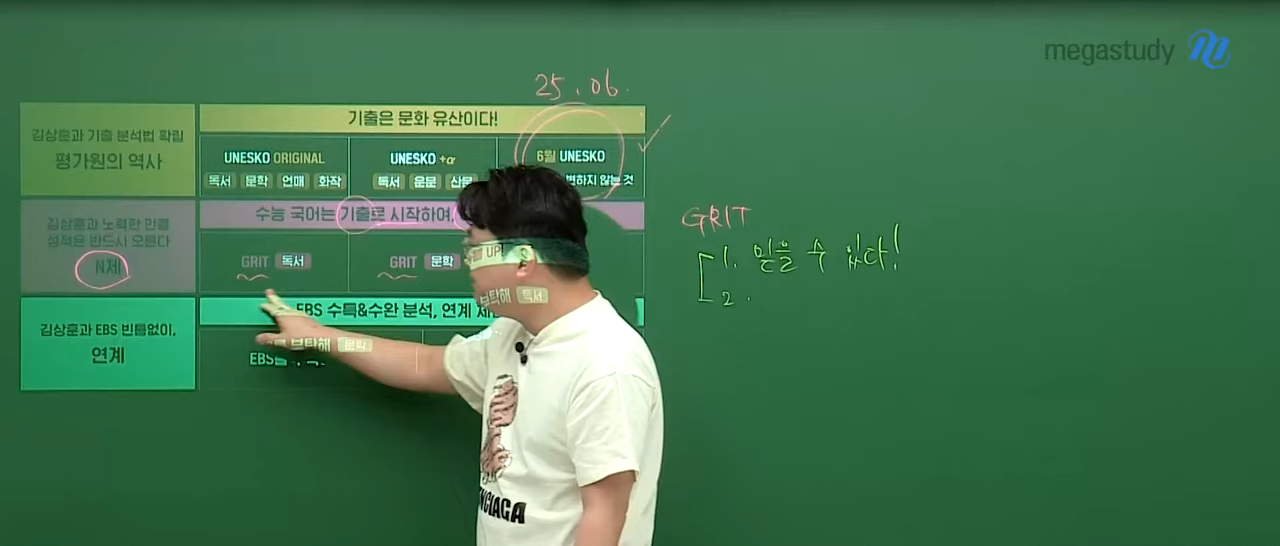 megastudy
25. 06.
김상훈과 기출 분석법 확립
평가원의 역사
기출은 문화 유산이다!
UNESKO ORIGINAL
독서 문학 언매 화작
UNESKO +α
독서 운문 산문
6월 UNESKO
변하지 않는 것
김상훈과 노력한 만큼
성적은 반드시 오른다
N제
수능 국어는 기출로 시작하여,
GRIT 독서
GRIT 문학
UP!
김상훈과 EBS 빈틈없이,
연계
EBS 수특&수완 분석, 연계
부탁해 독서
부탁해 문학
EBS를
GRIT
1. 믿을 수 있다!
2.
NCIAGA